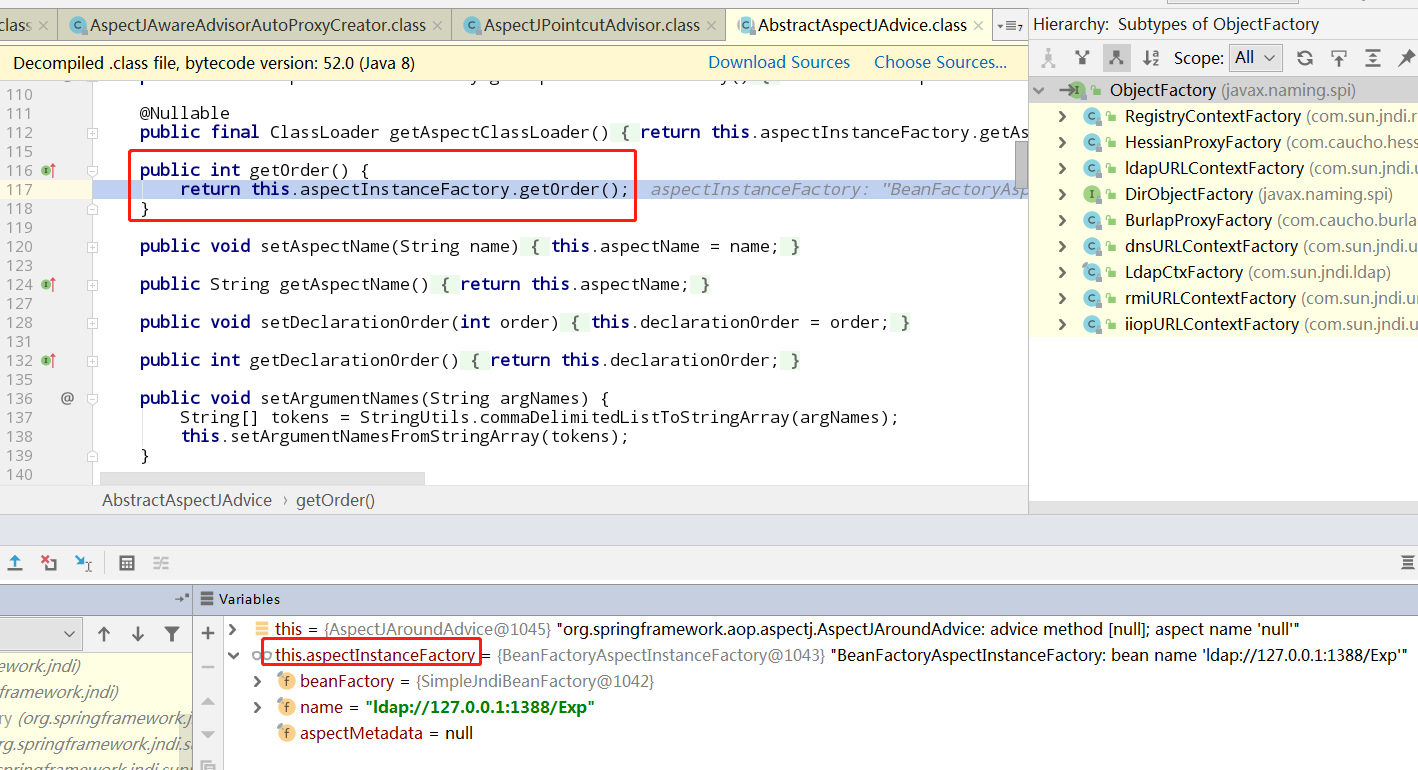 class
AspectJAwareAdvisorAutoProxyCreator.class
AspectJPointcutAdvisor.class
AbstractAspectJAdvice.class
7
Hierarchy: Subtypes of ObjectFactory
Decompiled .class file, bytecode version: 52.0 (Java 8)
Download Sources
Choose Sources...
Scope: All
110
111 @Nullable
112 public final ClassLoader getAspectClassLoader() { return this.aspectInstanceFactory.getAs
115
116 public int getOrder() {
117 return this.aspectInstanceFactory.getOrder(); aspectInstanceFactory: "BeanFactoryAsp
118 }
119
120 public void setAspectName(String name) { this.aspectName = name; }
123
124 public String getAspectName() { return this.aspectName; }
127
128 public void setDeclarationOrder(int order) { this.declarationOrder = order; }
131
132 public int getDeclarationOrder() { return this.declarationOrder; }
135
136 @ public void setArgumentNames(String argNames) {
137 String[] tokens = StringUtils.commaDelimitedListToStringArray(argNames);
138 this.setArgumentNamesFromStringArray(tokens);
139 }
140
AbstractAspectJAdvice › getOrder()
ObjectFactory (javax.naming.spi)
RegistryContextFactory (com.sun.jndi.r
HessianProxyFactory (com.caucho.hess
ldapURLContextFactory (com.sun.jndi.u
DirObjectFactory (javax.naming.spi)
BurlapProxyFactory (com.caucho.burla
dnsURLContextFactory (com.sun.jndi.u
LdapCtxFactory (com.sun.jndi.ldap)
rmiURLContextFactory (com.sun.jndi.ur
iiopURLContextFactory (com.sun.jndi.u
Variables
this = {AspectJAroundAdvice@1045} "org.springframework.aop.aspectj.AspectJAroundAdvice: advice method [null]; aspect name 'null'"
this.aspectInstanceFactory = {BeanFactoryAspectInstanceFactory@1043} "BeanFactoryAspectInstanceFactory: bean name 'ldap://127.0.0.1:1388/Exp'"
beanFactory = {SimpleJndiBeanFactory@1042}
name = "ldap://127.0.0.1:1388/Exp"
aspectMetadata = null
ework.jndi)
framework.jndi)
ry (org.springframework.j
rg.springframework.jndi.su
springframework.jndi.supp